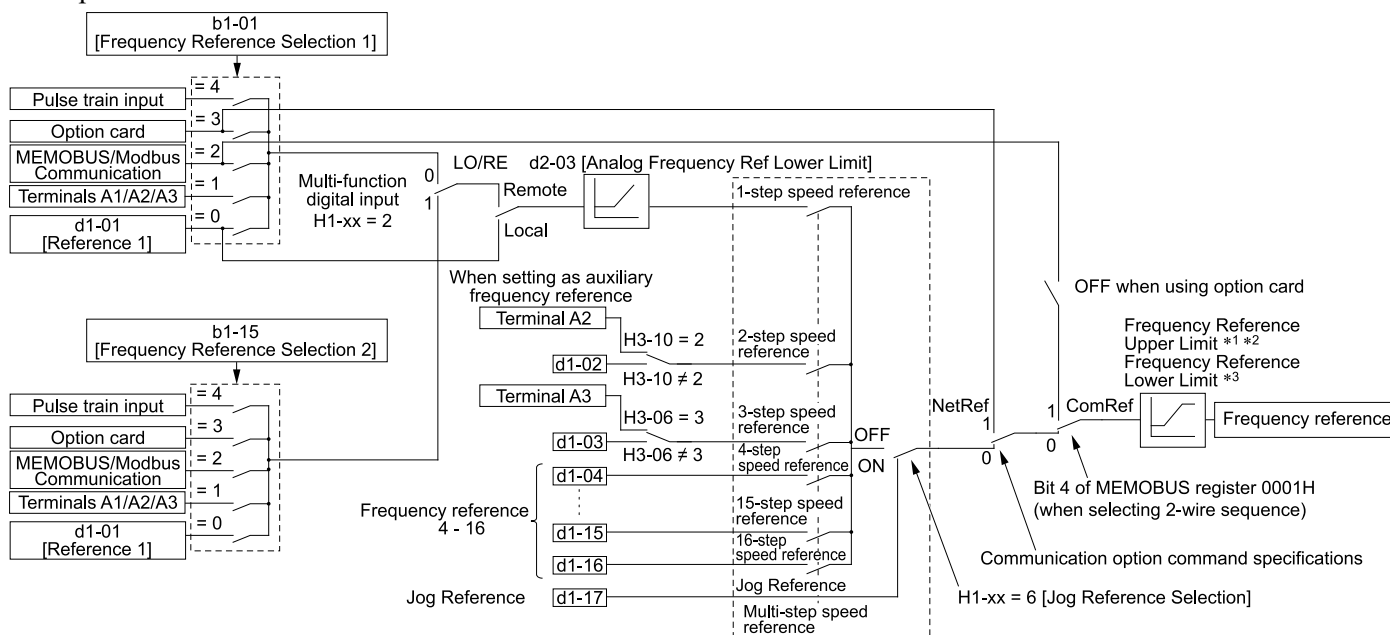 b1-01
[Frequency Reference Selection 1]
= 4
Pulse train input
= 3
Option card
= 2
MEMOBUS/Modbus
Communication
= 1
Terminals A1/A2/A3
= 0
d1-01
[Reference 1]
Multi-function
digital input
H1-xx = 2
0
1
LO/RE
Remote
Local
d2-03 [Analog Frequency Ref Lower Limit]
1-step speed reference
When setting as auxiliary
frequency reference
Terminal A2
H3-10 = 2
d1-02
H3-10 ≠ 2
2-step speed
reference
Terminal A3
H3-06 = 3
d1-03
H3-06 ≠ 3
3-step speed
reference
4-step
speed reference
d1-04
Frequency reference
4 - 16
d1-15
15-step speed
reference
16-step
speed reference
d1-16
Jog Reference
d1-17
Jog Reference
Multi-step speed
reference
b1-15
[Frequency Reference Selection 2]
= 4
Pulse train input
= 3
Option card
= 2
MEMOBUS/Modbus
Communication
= 1
Terminals A1/A2/A3
= 0
d1-01
[Reference 1]
OFF
ON
NetRef
1
0
OFF when using option card
1
0
ComRef
Frequency Reference
Upper Limit *1 *2
Frequency Reference
Lower Limit *3
Frequency reference
Bit 4 of MEMOBUS register 0001H
(when selecting 2-wire sequence)
Communication option command specifications
H1-xx = 6 [Jog Reference Selection]